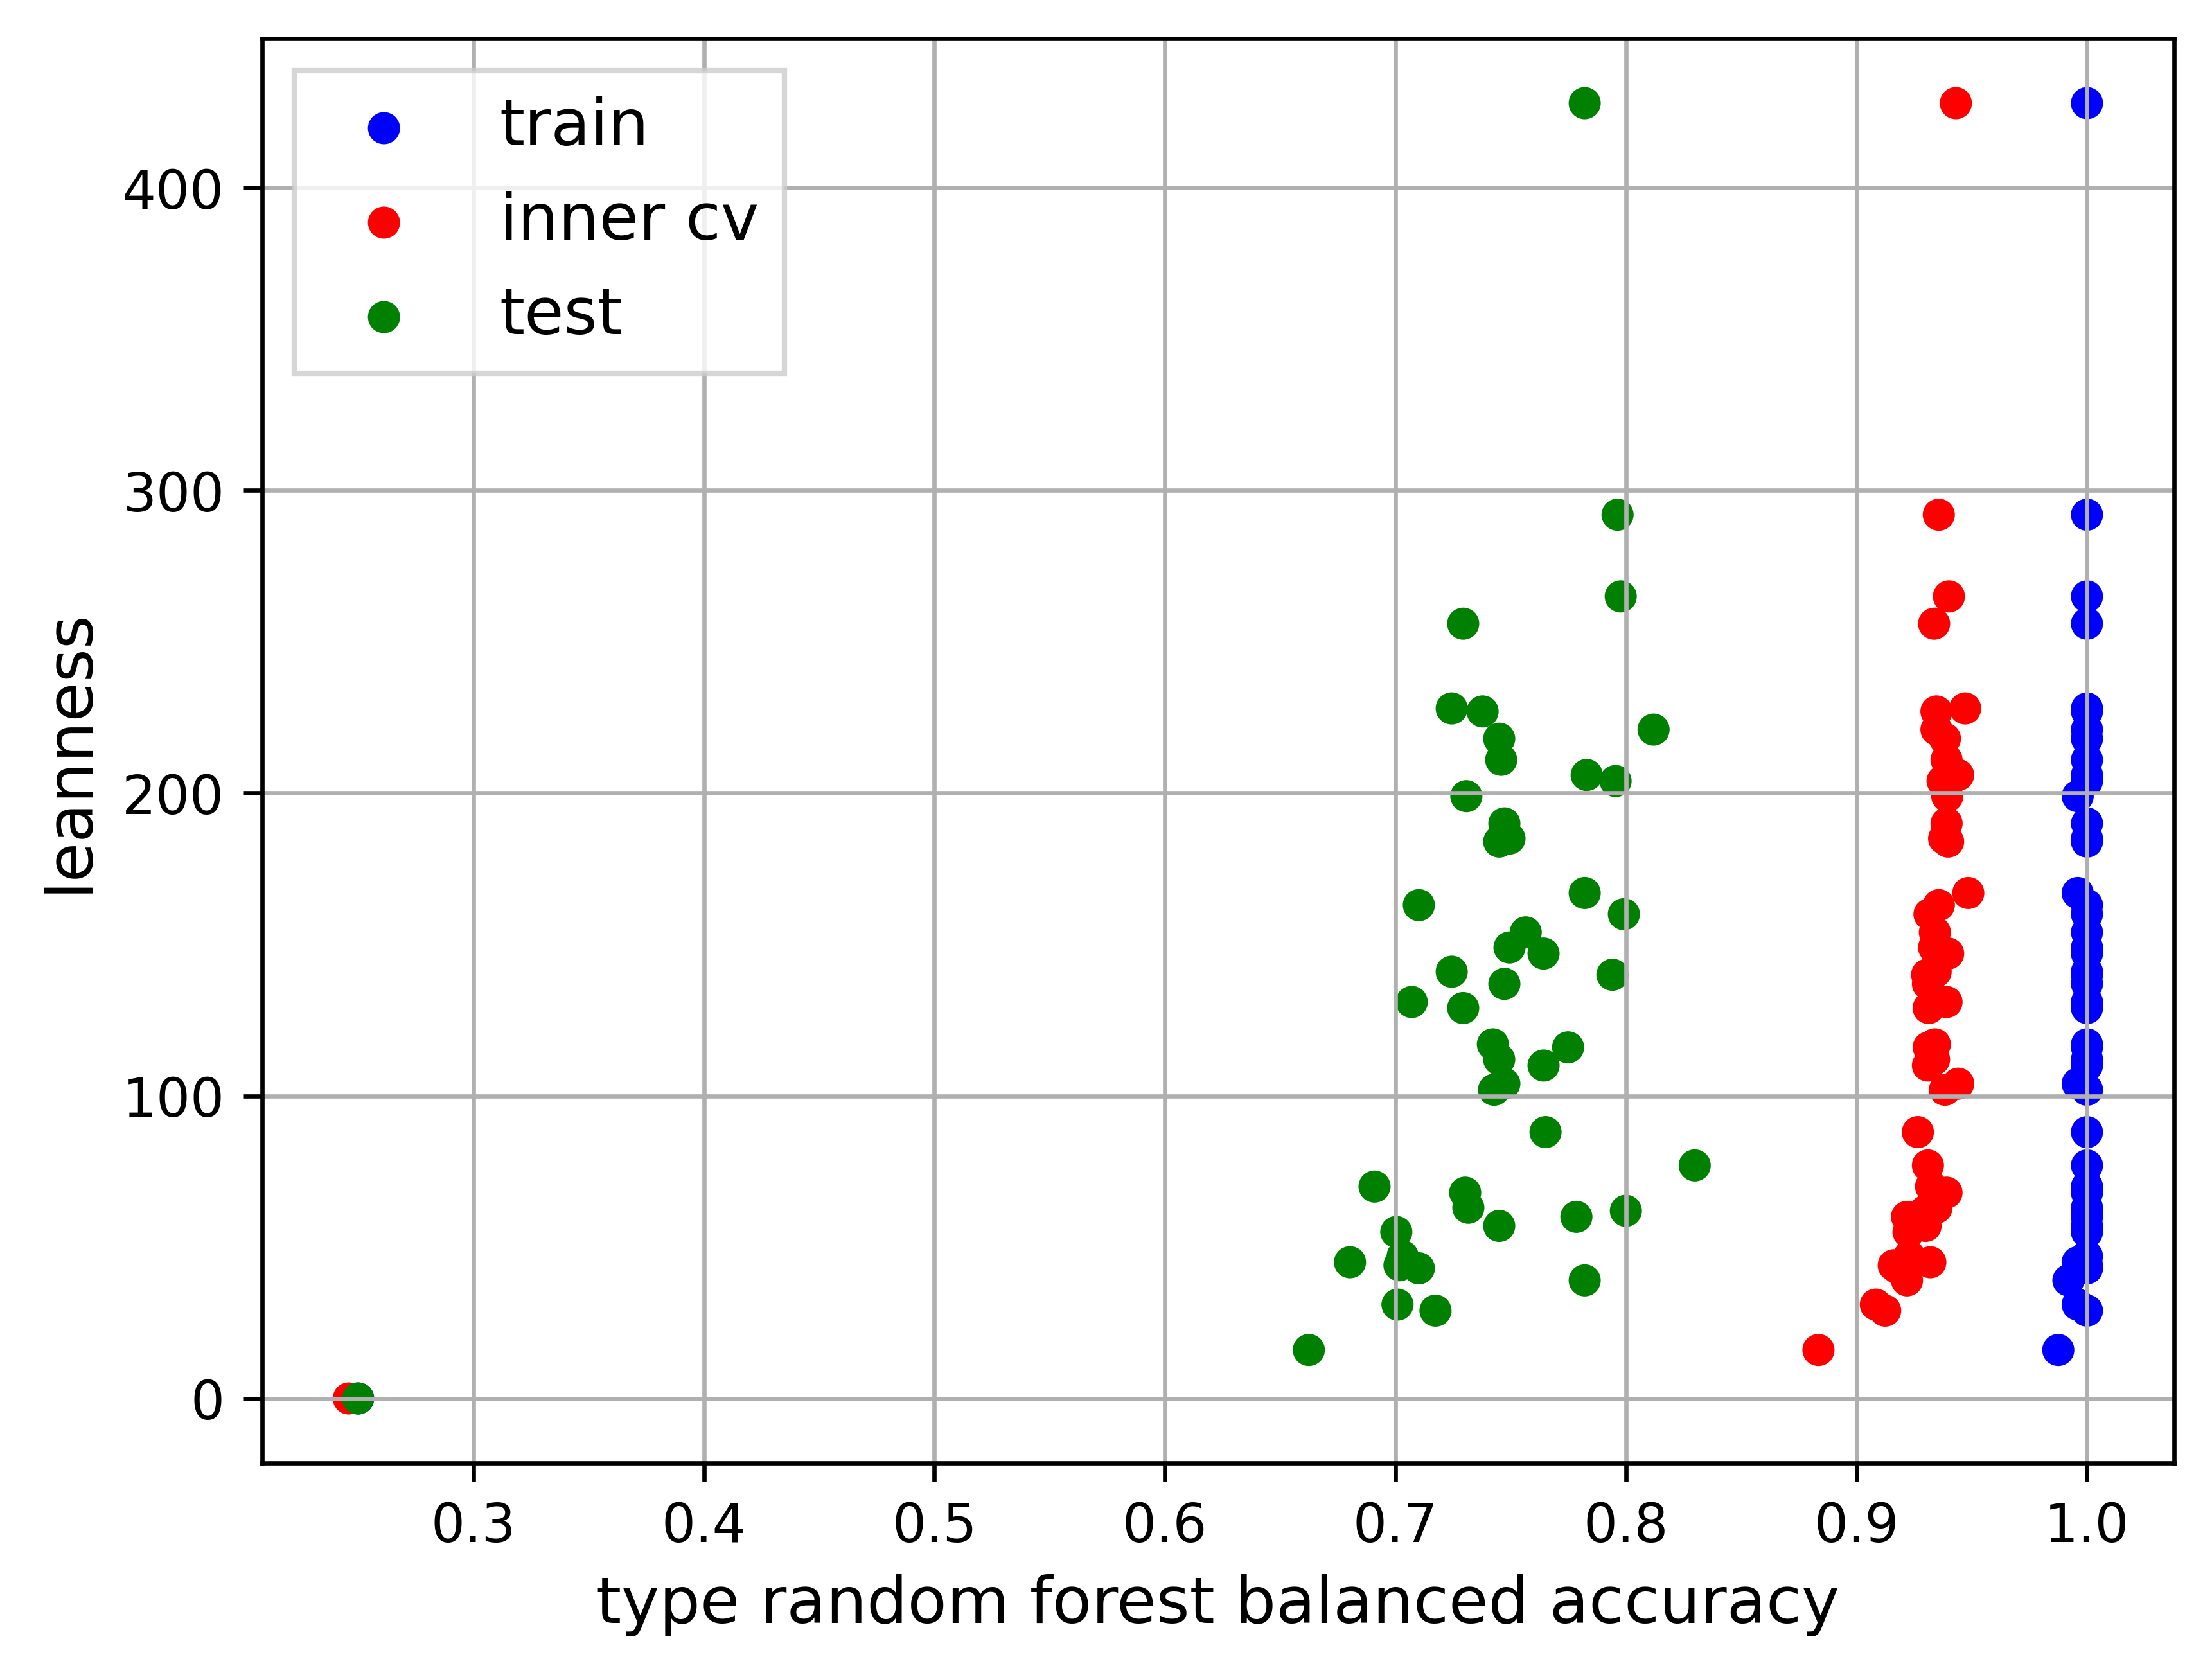 train
inner cv
test
400
300
200
100
0
leanness
0.3 0.4 0.5 0.6 0.7 0.8 0.9 1.0
type random forest balanced accuracy